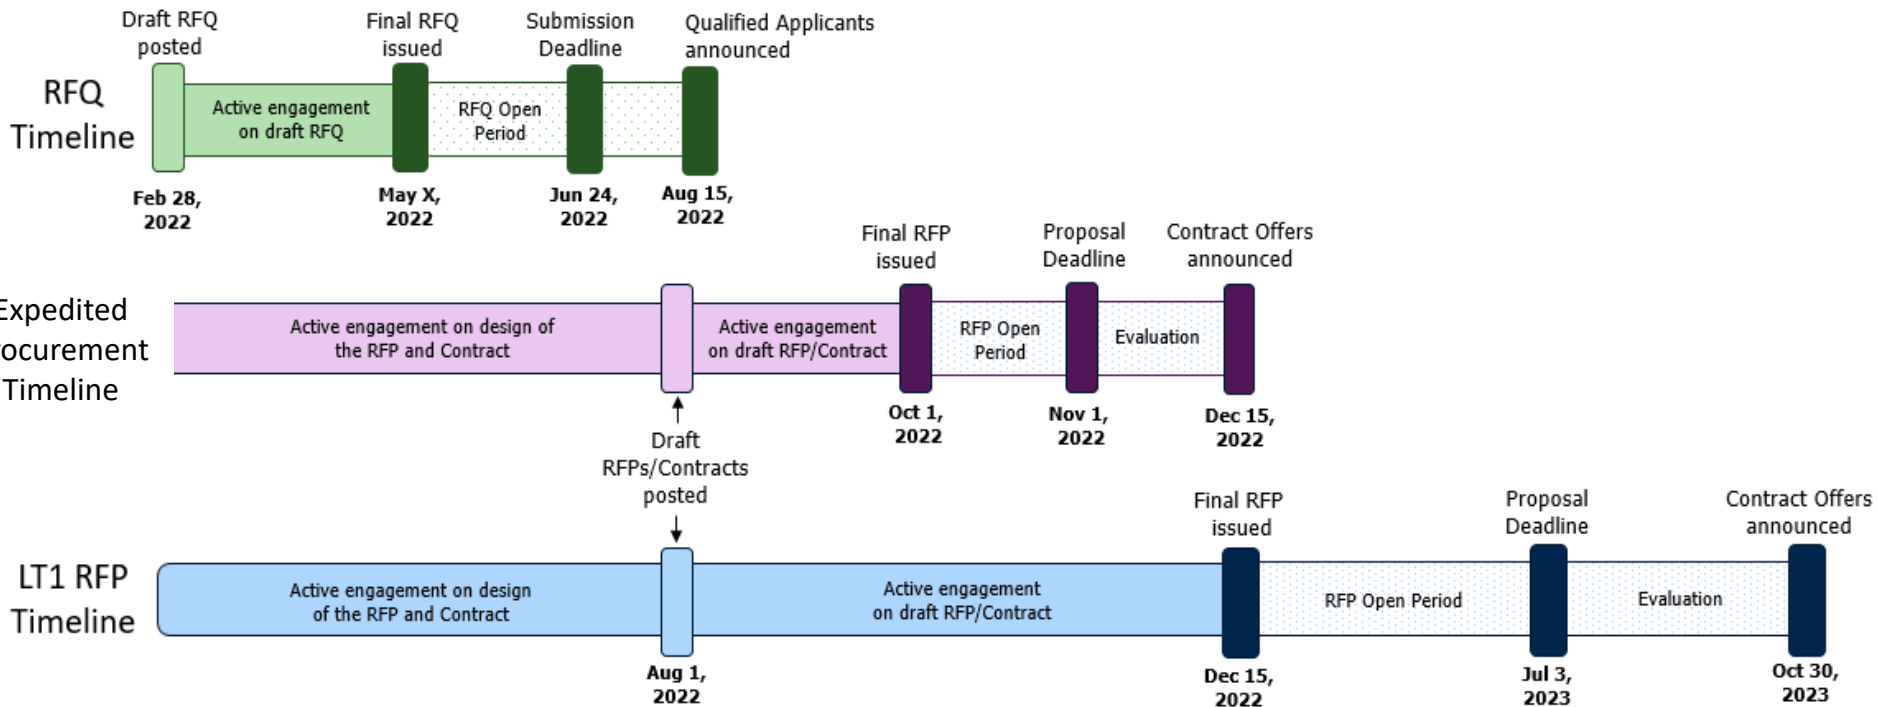 Draft RFQ
posted
Final RFQ
issued
Submission
Deadline
Qualified Applicants
announced
RFQ
Timeline
Active engagement
on draft RFQ
RFQ Open
Period
Feb 28,
2022
May X,
2022
Jun 24,
2022
Aug 15,
2022
Final RFP
issued
Proposal
Deadline
Contract Offers
announced
Expedited
rocurement
Timeline
Active engagement on design of
the RFP and Contract
Active engagement
on draft RFP/Contract
RFP Open
Period
Evaluation
Oct 1,
2022
Nov 1,
2022
Dec 15,
2022
Draft
RFPs/Contracts
posted
Final RFP
issued
Proposal
Deadline
Contract Offers
announced
LT1 RFP
Timeline
Active engagement on design
of the RFP and Contract
Active engagement
on draft RFP/Contract
RFP Open Period
Evaluation
Aug 1,
2022
Dec 15,
2022
Jul 3,
2023
Oct 30,
2023